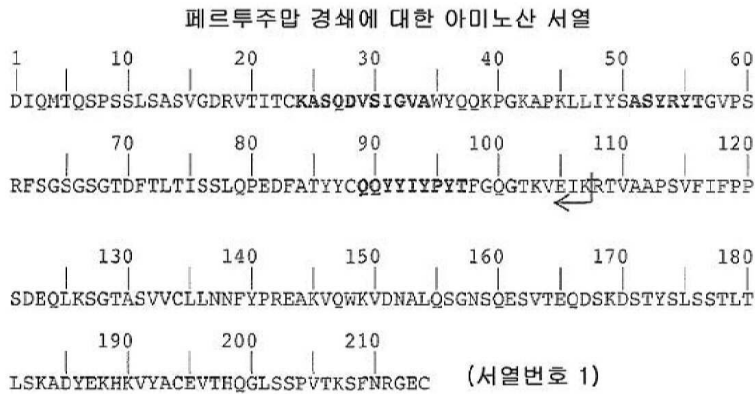 페르투주맙 경쇄에 대한 아미노산 서열
1 10 20 30 40 50 60
DIQMTQSPSSLSASVGDRVTITCKASQDVSIGVAWYQQKPGKAPKLLIYSASYRYTGVPS
70 80 90 100 110 120
RFSGSGSGTDFTLTISSLQPEDFATYYCQQYYIYPYTFGQGTKVEIKRTVAAPSVFIFPP
130 140 150 160 170 180
SDEQLKSGTASVVCLLNNFYPREAKVQWKVDNALQSGNSQESVTEQDSKDSTYSLSSTLT
190 200 210
LSKADYEKHKVYACEVTHQGLSSPVTKSFNRGEC (서열번호 1)